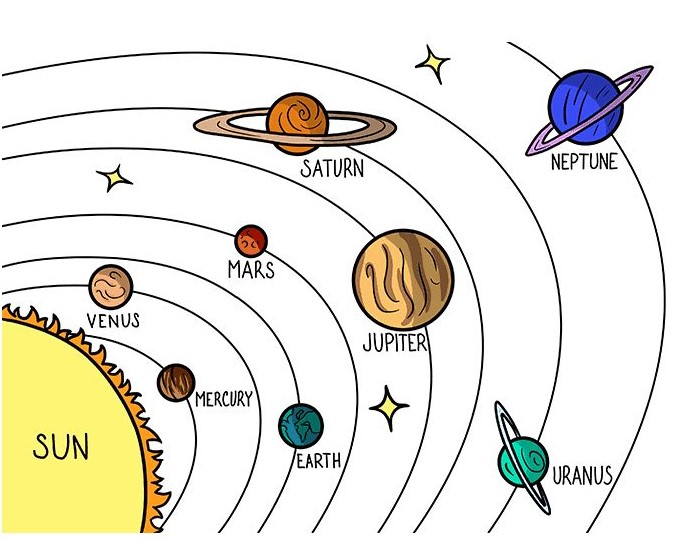 SATURN
NEPTUNE
MARS
VENUS
JUPITER
MERCURY
SUN
EARTH
URANUS